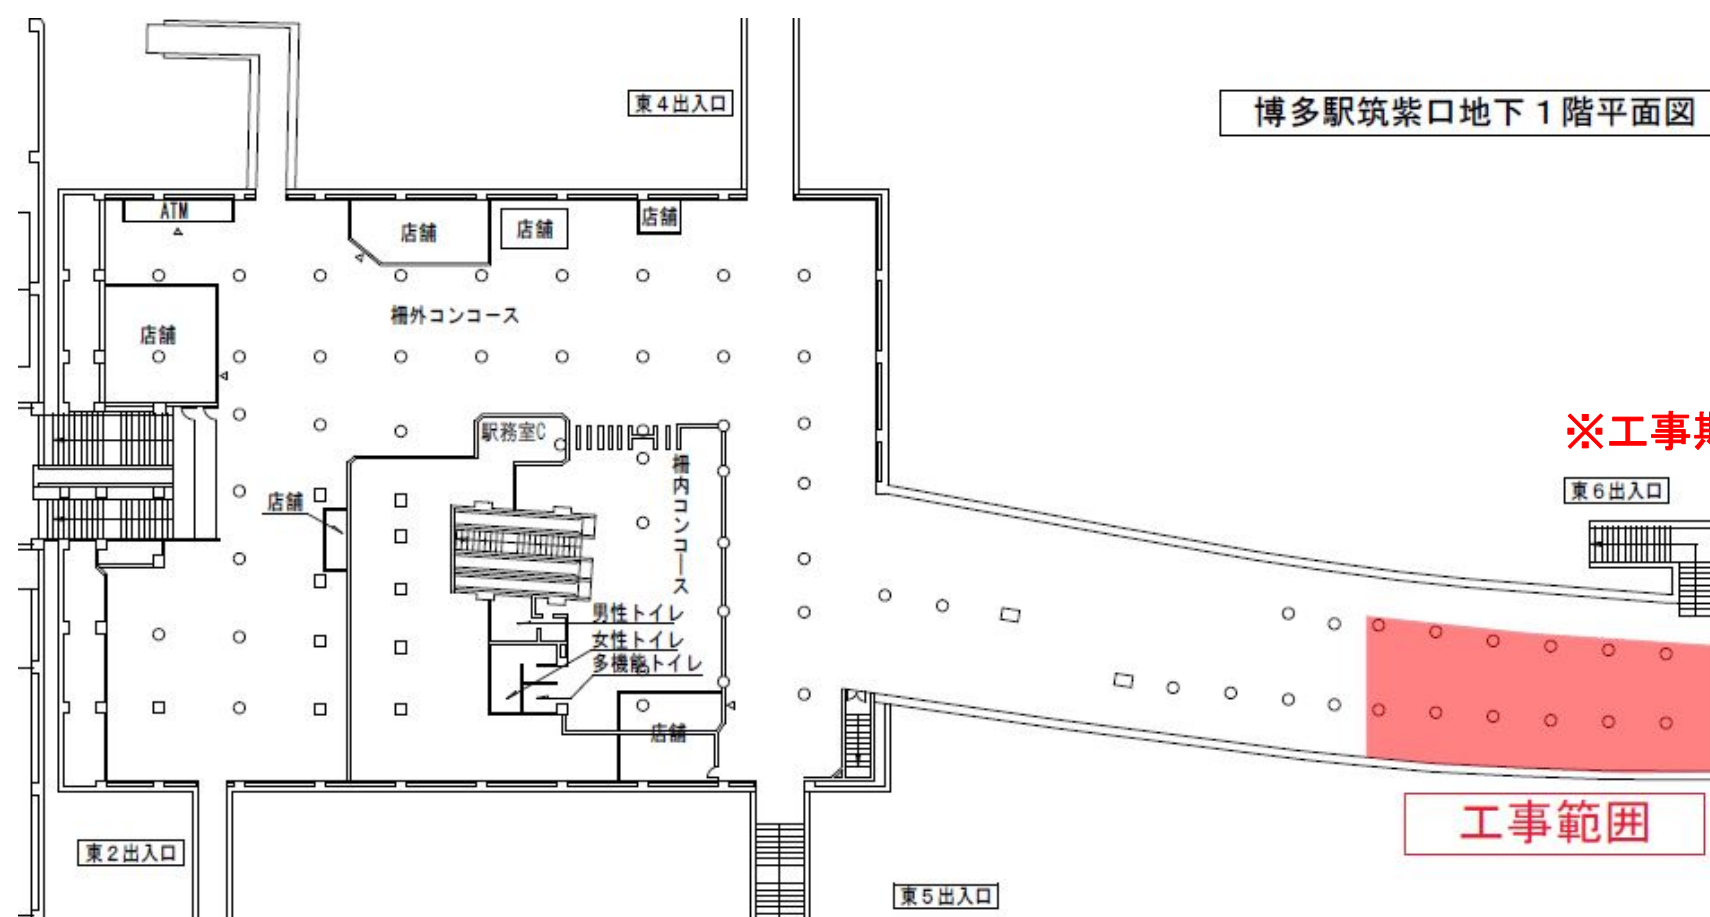 東４出入口
博多駅筑紫口地下１階平面図
ATM
店舗
店舗
店舗
柵外コンコース
店舗
※工事期
駅務室C
柵内コンコース
東６出入口
店舗
男性トイレ
女性トイレ
多機能トイレ
店舗
工事範囲
東２出入口
東５出入口